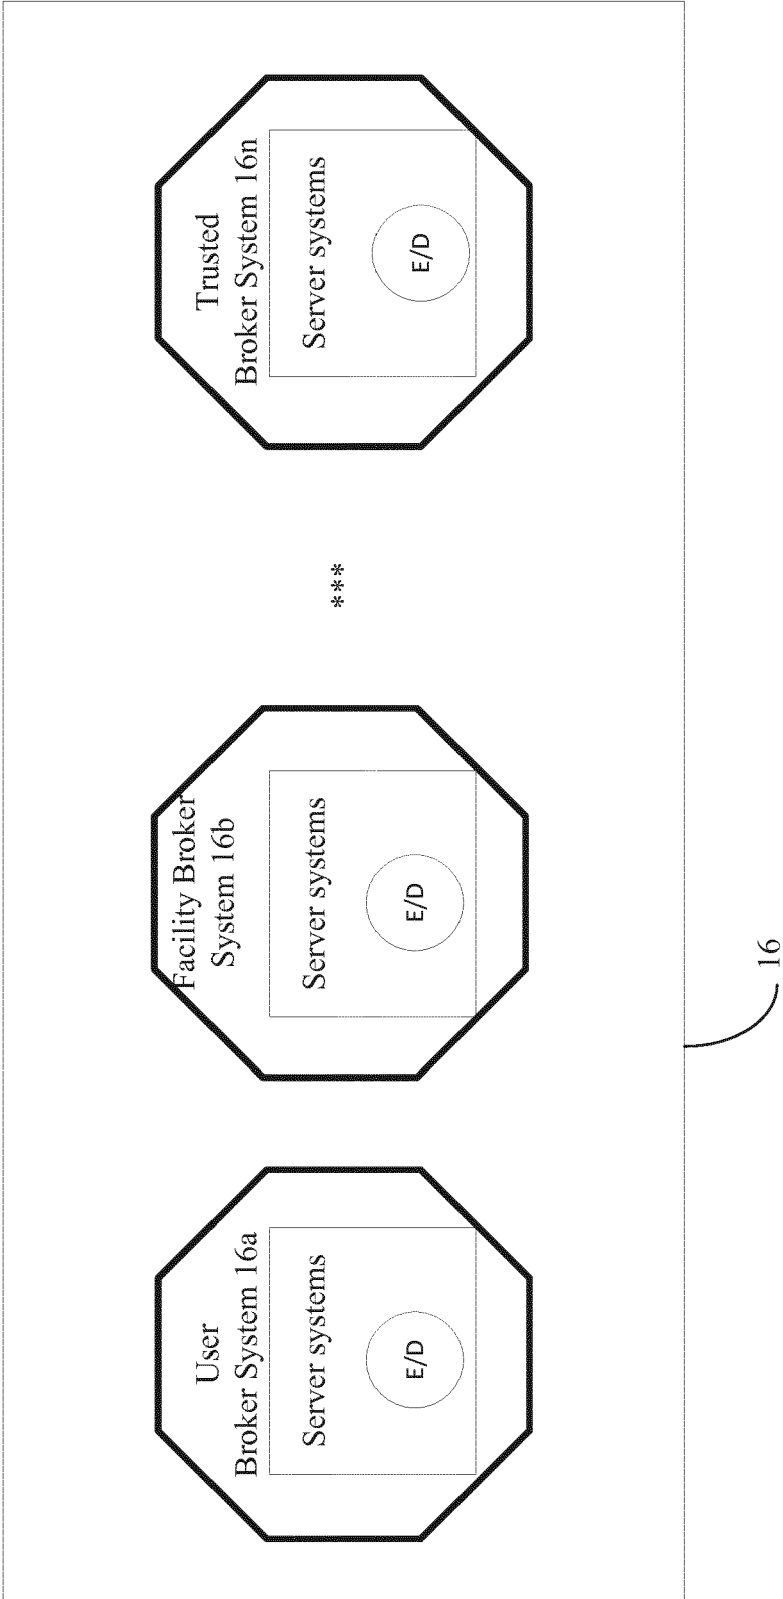 User
Broker System 16a
Server systems
E/D
Facility Broker
System 16b
Server systems
E/D
***
Trusted
Broker System 16n
Server systems
E/D
16